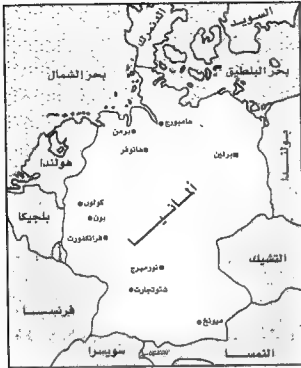 السويد
الدنمرك
بحر الشمال
بحر البلطيق
هامبورج
برمن
هانوفر
برلين
هولندا
بولندا
ألمانيا
كولون
بون
بلجيكا
فرانكفورت
التشيك
نورمبرج
شتوتجارت
فرنسا
ميونخ
سويسرا
النمسا